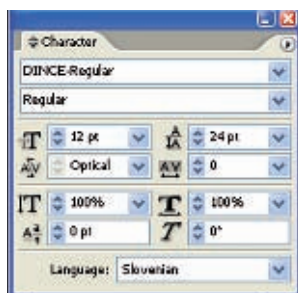 Character
DINCE-Regular
Regular
12 pt 24 pt
Optical 0
100% 100%
0 pt 0°
Language: Slovenian